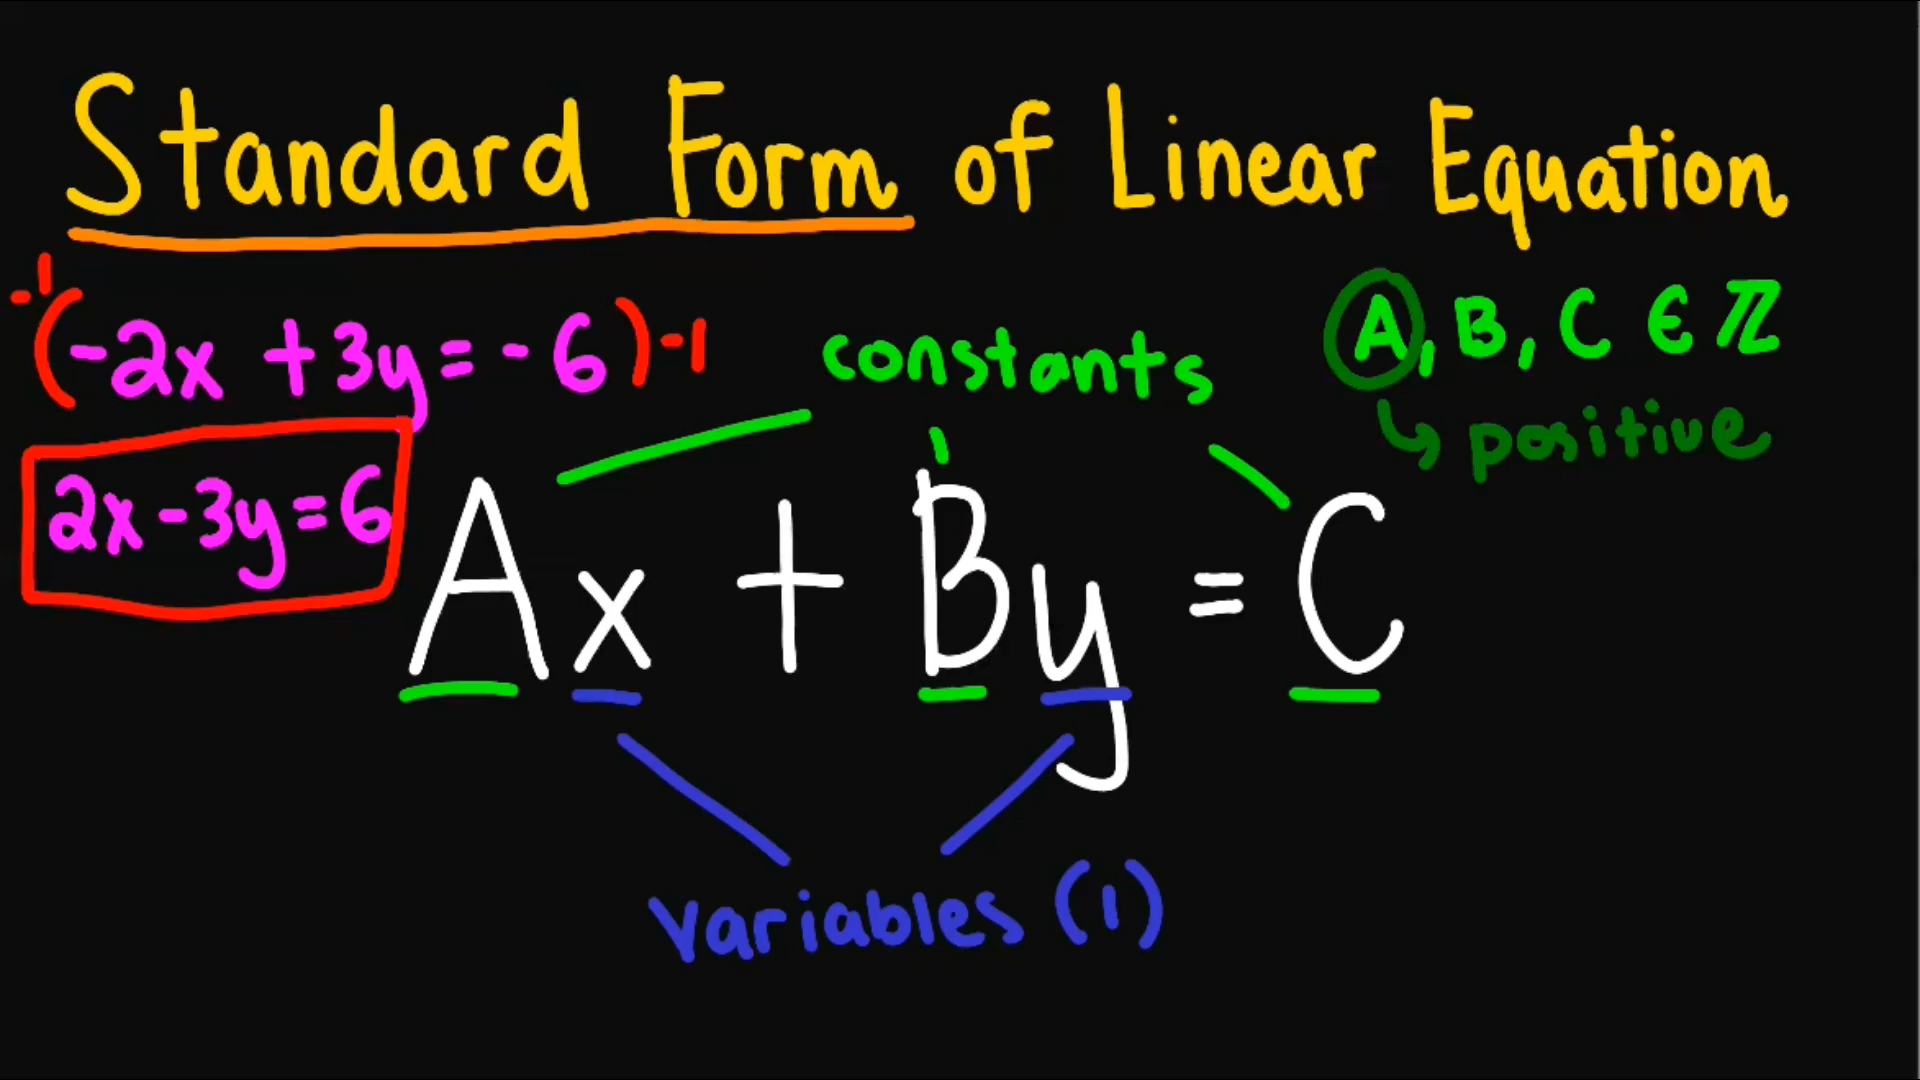 Standard Form of Linear Equation
-1(-2x + 3y = -6)-1
2x - 3y = 6
constants
A, B, C ∈ ℤ
↳ positive
Ax + By = C
variables (1)